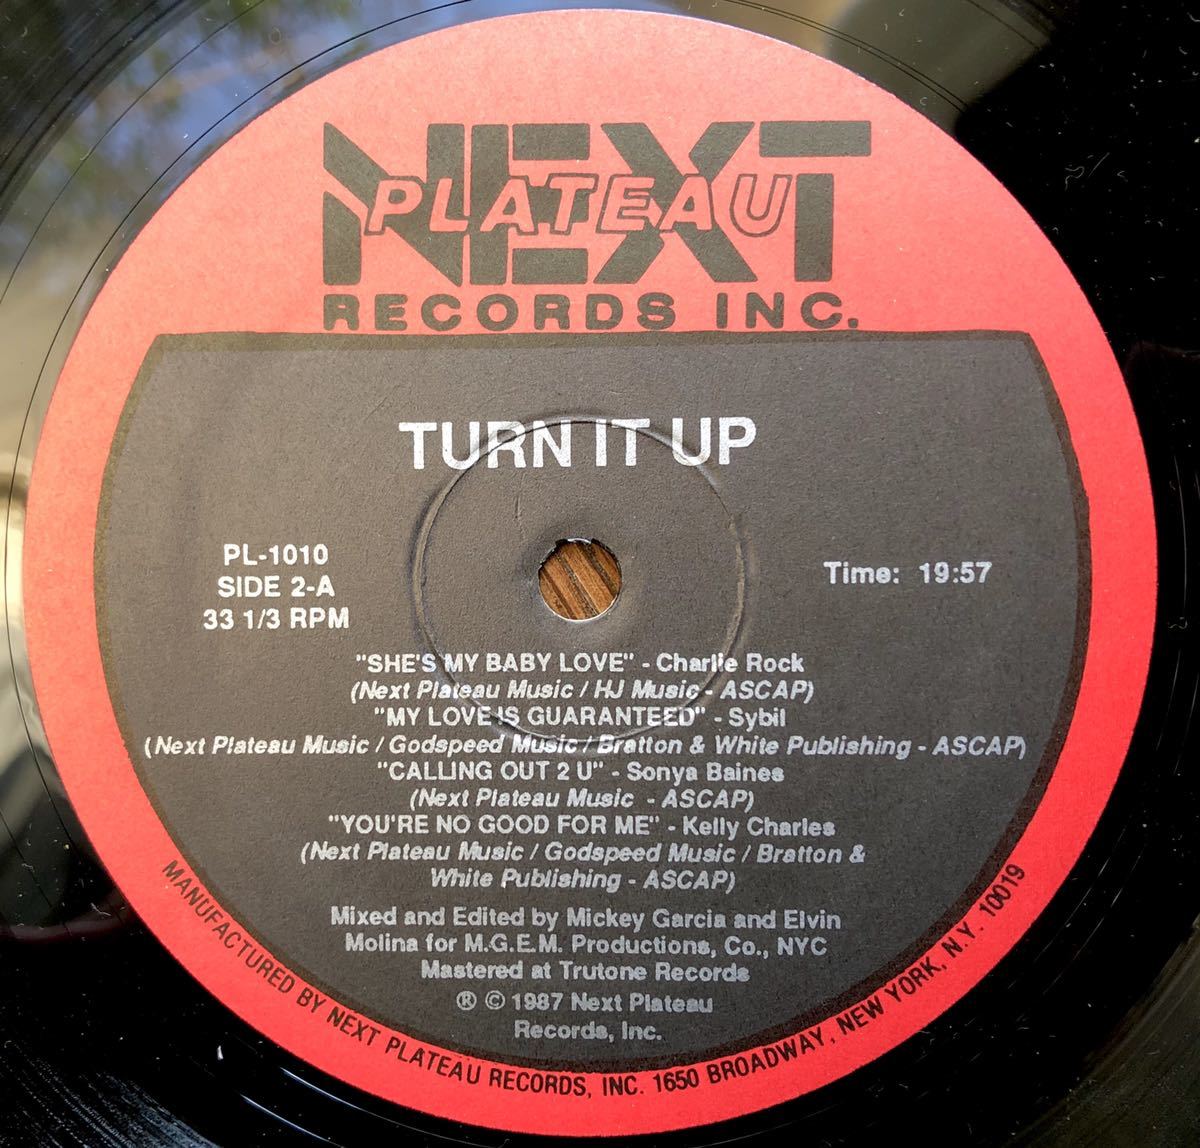 NEXT
PLATEAU
RECORDS INC.
TURN IT UP
PL-1010
SIDE 2-A
33 1/3 RPM
Time: 19:57
"SHE'S MY BABY LOVE" - Charlie Rock
(Next Plateau Music / HJ Music - ASCAP)
"MY LOVE IS GUARANTEED" - Sybil
(Next Plateau Music / Godspeed Music / Bratton & White Publishing - ASCAP)
"CALLING OUT 2 U" - Sonya Baines
(Next Plateau Music - ASCAP)
"YOU'RE NO GOOD FOR ME" - Kelly Charles
(Next Plateau Music / Godspeed Music / Bratton &
White Publishing - ASCAP)
Mixed and Edited by Mickey Garcia and Elvin
Molina for M.G.E.M. Productions, Co., NYC
Mastered at Trutone Records
® © 1987 Next Plateau
Records, Inc.
MANUFACTURED BY NEXT PLATEAU RECORDS, INC. 1650 BROADWAY, NEW YORK, N.Y. 10019